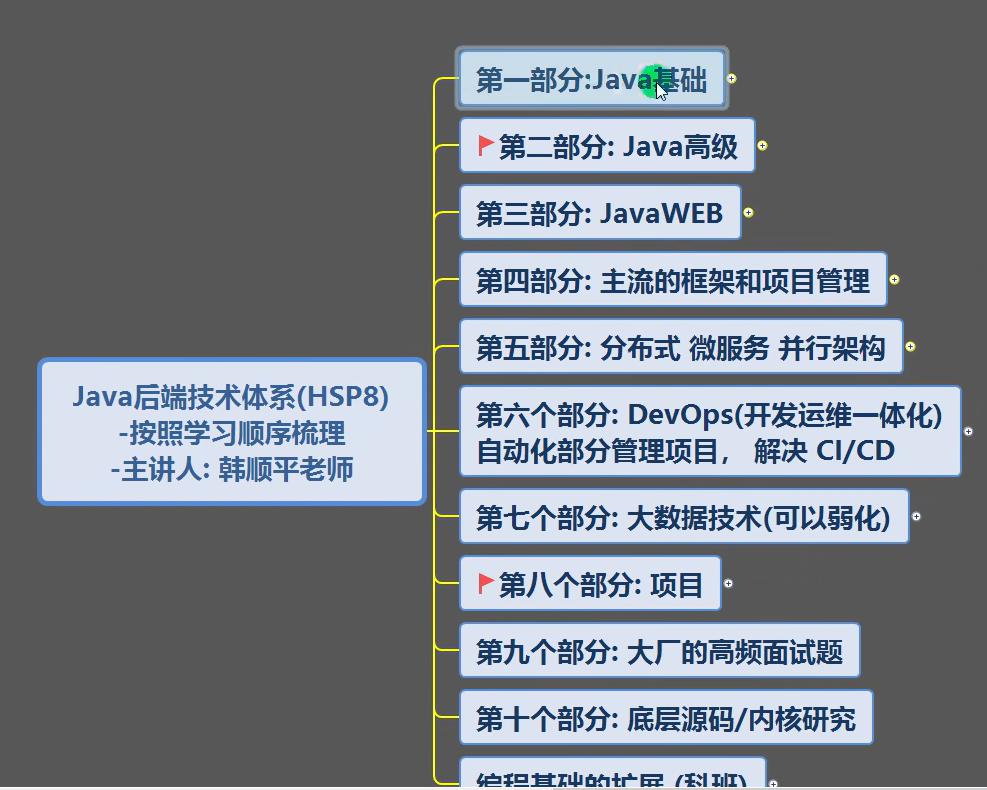 第一部分:Java基础
第二部分: Java高级
第三部分: JavaWEB
第四部分: 主流的框架和项目管理
第五部分: 分布式 微服务 并行架构
Java后端技术体系(HSP8)
-按照学习顺序梳理
-主讲人: 韩顺平老师
第六个部分: DevOps(开发运维一体化)
自动化部分管理项目， 解决 CI/CD
第七个部分: 大数据技术(可以弱化)
第八个部分: 项目
第九个部分: 大厂的高频面试题
第十个部分: 底层源码/内核研究
编程基础的扩展 (科班)